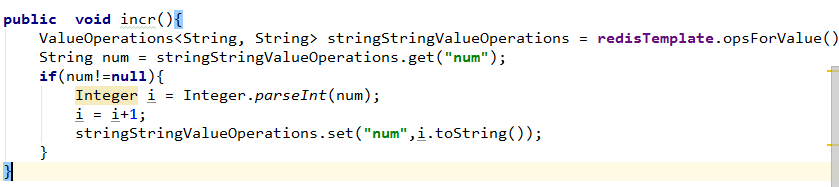 public  void incr(){
    ValueOperations<String, String> stringStringValueOperations = redisTemplate.opsForValue()
    String num = stringStringValueOperations.get("num");
    if(num!=null){
        Integer i = Integer.parseInt(num);
        i = i+1;
        stringStringValueOperations.set("num",i.toString());
    }
}